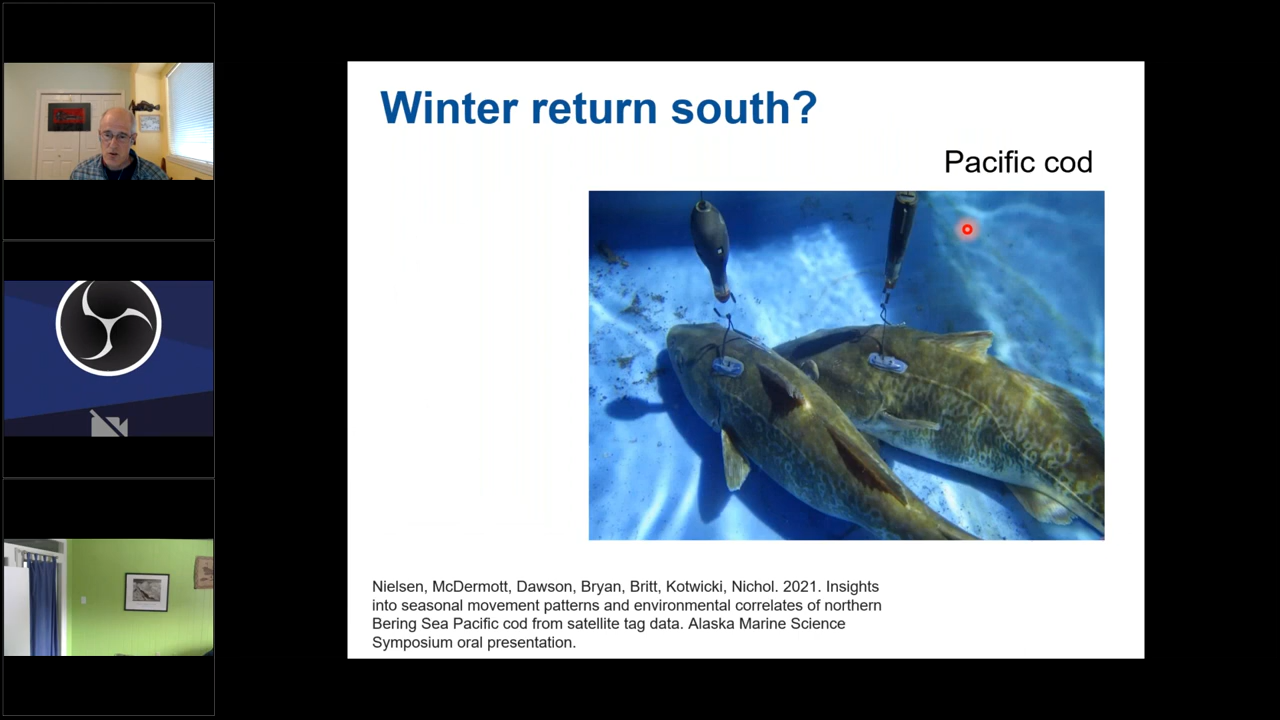 Winter return south?
Pacific cod
Nielsen, McDermott, Dawson, Bryan, Britt, Kotwicki, Nichol. 2021. Insights
into seasonal movement patterns and environmental correlates of northern
Bering Sea Pacific cod from satellite tag data. Alaska Marine Science
Symposium oral presentation.